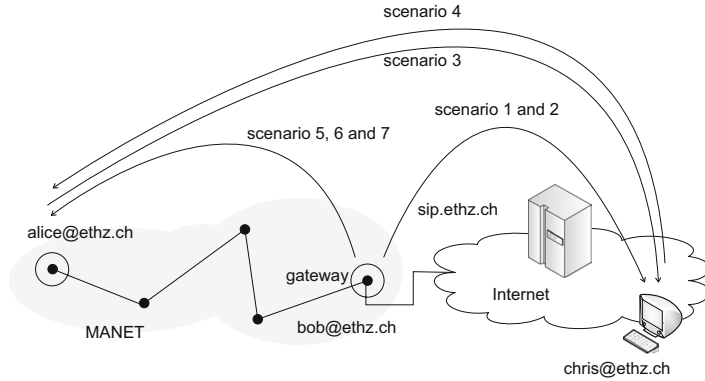 scenario 4
scenario 3
scenario 1 and 2
scenario 5, 6 and 7
sip.ethz.ch
alice@ethz.ch
gateway
Internet
MANET
bob@ethz.ch
chris@ethz.ch